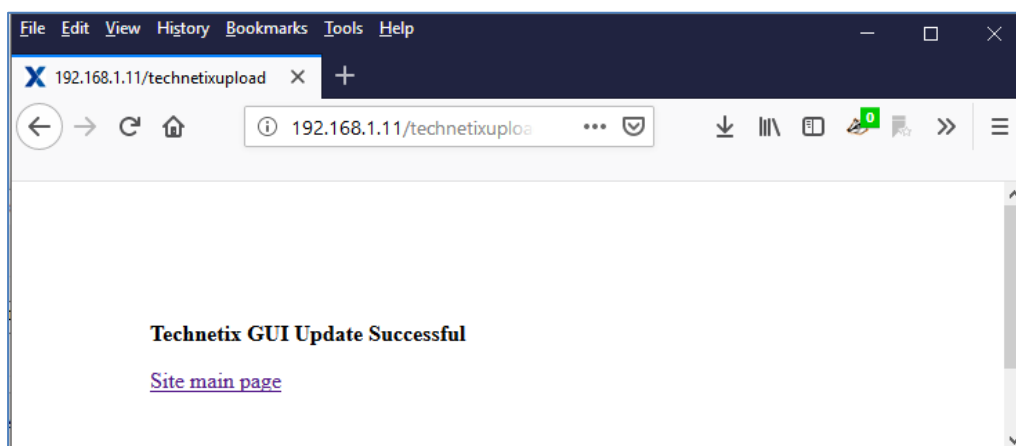 File Edit View History Bookmarks Tools Help
192.168.1.11/technetixupload
192.168.1.11/technetixuploa
0
Technetix GUI Update Successful
Site main page